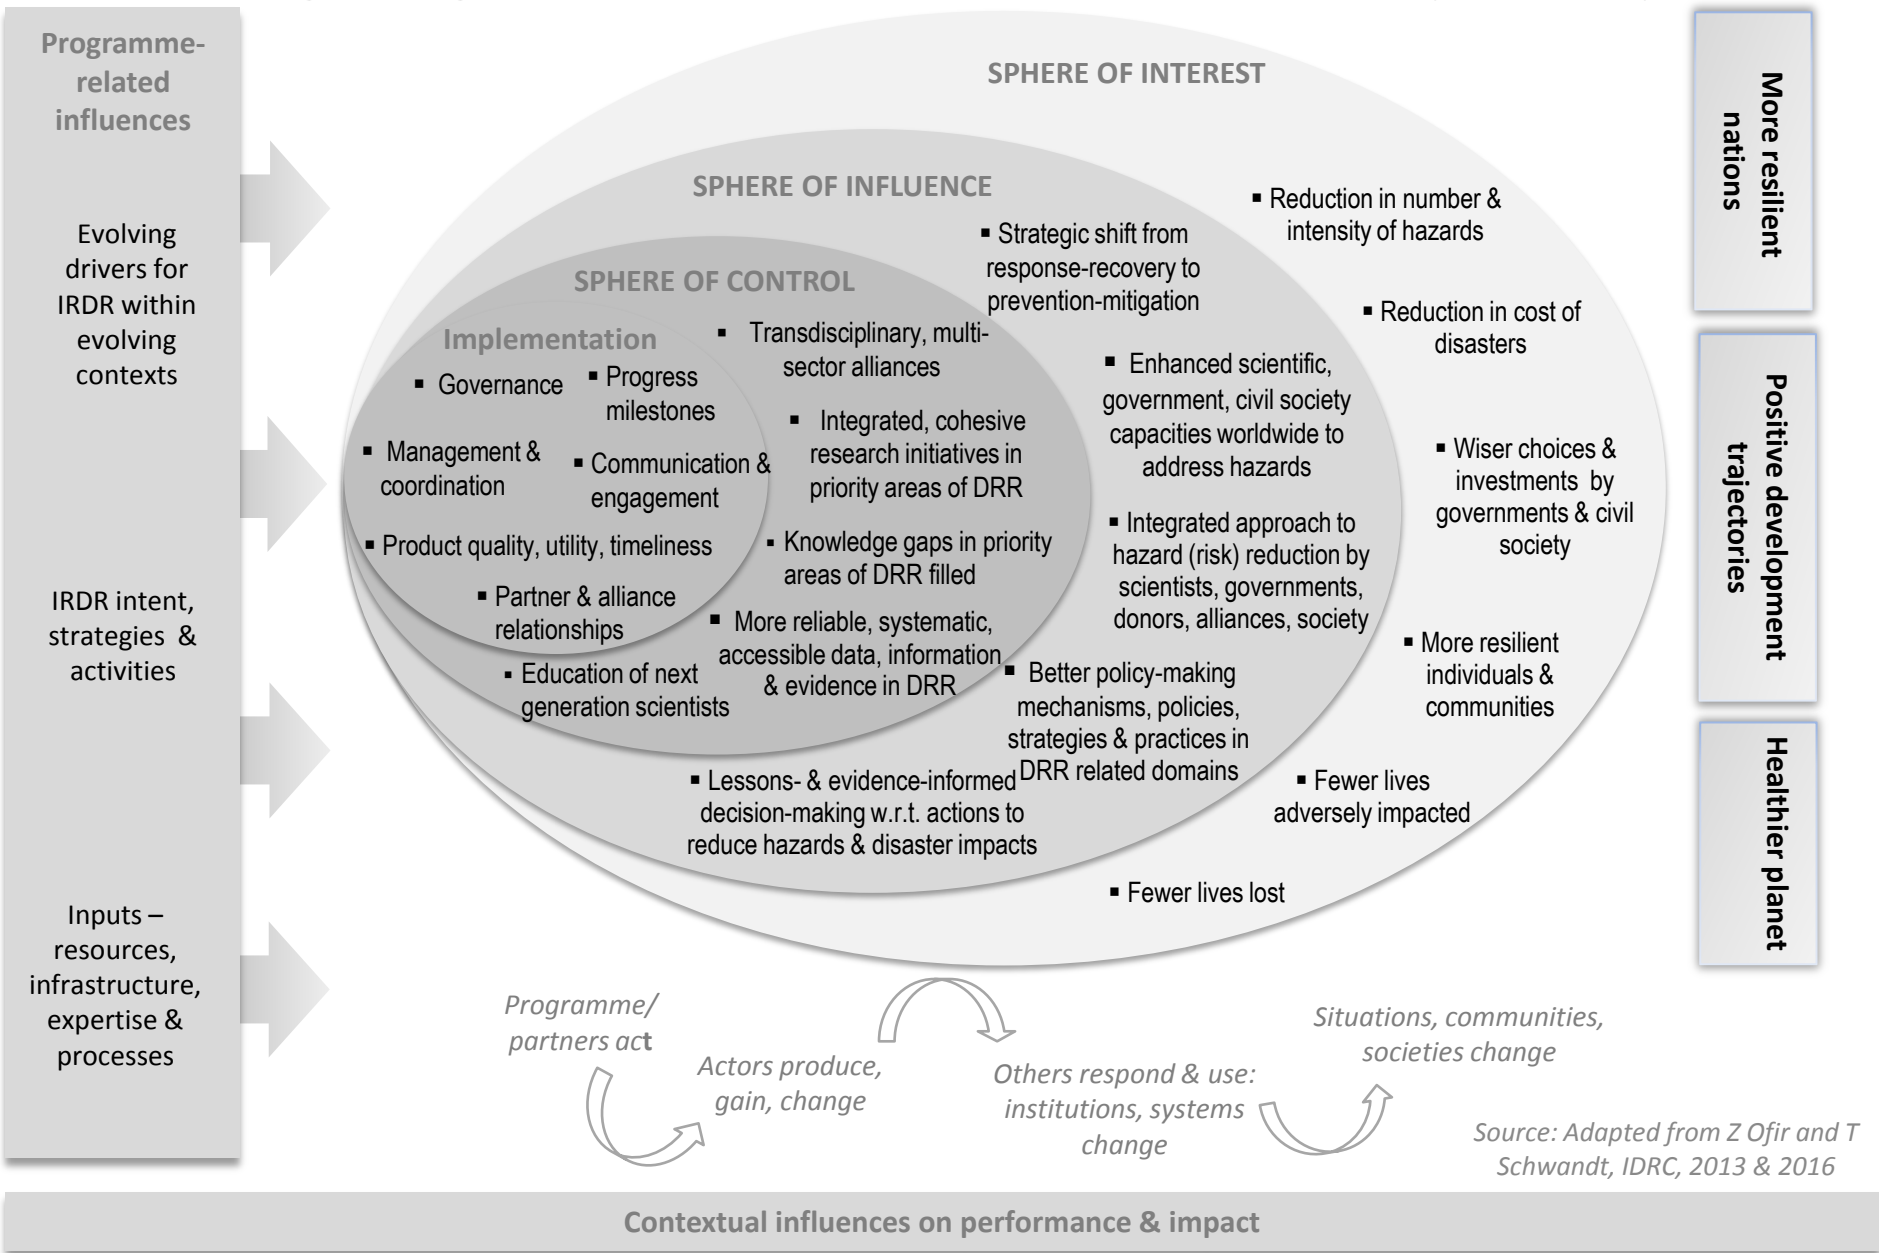 Programme-
related
influences
Evolving
drivers for
IRDR within
evolving
contexts
IRDR intent,
strategies &
activities
Inputs –
resources,
infrastructure,
expertise &
processes
SPHERE OF INTEREST
▪ Reduction in number &
intensity of hazards
▪ Reduction in cost of
disasters
▪ Wiser choices &
investments by
governments & civil
society
▪ More resilient
individuals &
communities
▪ Fewer lives
adversely impacted
▪ Fewer lives lost
SPHERE OF INFLUENCE
▪ Strategic shift from
response-recovery to
prevention-mitigation
▪ Enhanced scientific,
government, civil society
capacities worldwide to
address hazards
▪ Integrated approach to
hazard (risk) reduction by
scientists, governments,
donors, alliances, society
▪ Better policy-making
mechanisms, policies,
strategies & practices in
DRR related domains
▪ Lessons- & evidence-informed
decision-making w.r.t. actions to
reduce hazards & disaster impacts
SPHERE OF CONTROL
▪ Transdisciplinary, multi-
sector alliances
▪ Integrated, cohesive
research initiatives in
priority areas of DRR
▪ Knowledge gaps in priority
areas of DRR filled
▪ More reliable, systematic,
accessible data, information
& evidence in DRR
▪ Education of next
generation scientists
Implementation
▪ Governance
▪ Progress
milestones
▪ Management &
coordination
▪ Communication &
engagement
▪ Product quality, utility, timeliness
▪ Partner & alliance
relationships
More resilient
nations
Positive development
trajectories
Healthier planet
Programme/
partners act
Actors produce,
gain, change
Others respond & use:
institutions, systems
change
Situations, communities,
societies change
Source: Adapted from Z Ofir and T
Schwandt, IDRC, 2013 & 2016
Contextual influences on performance & impact